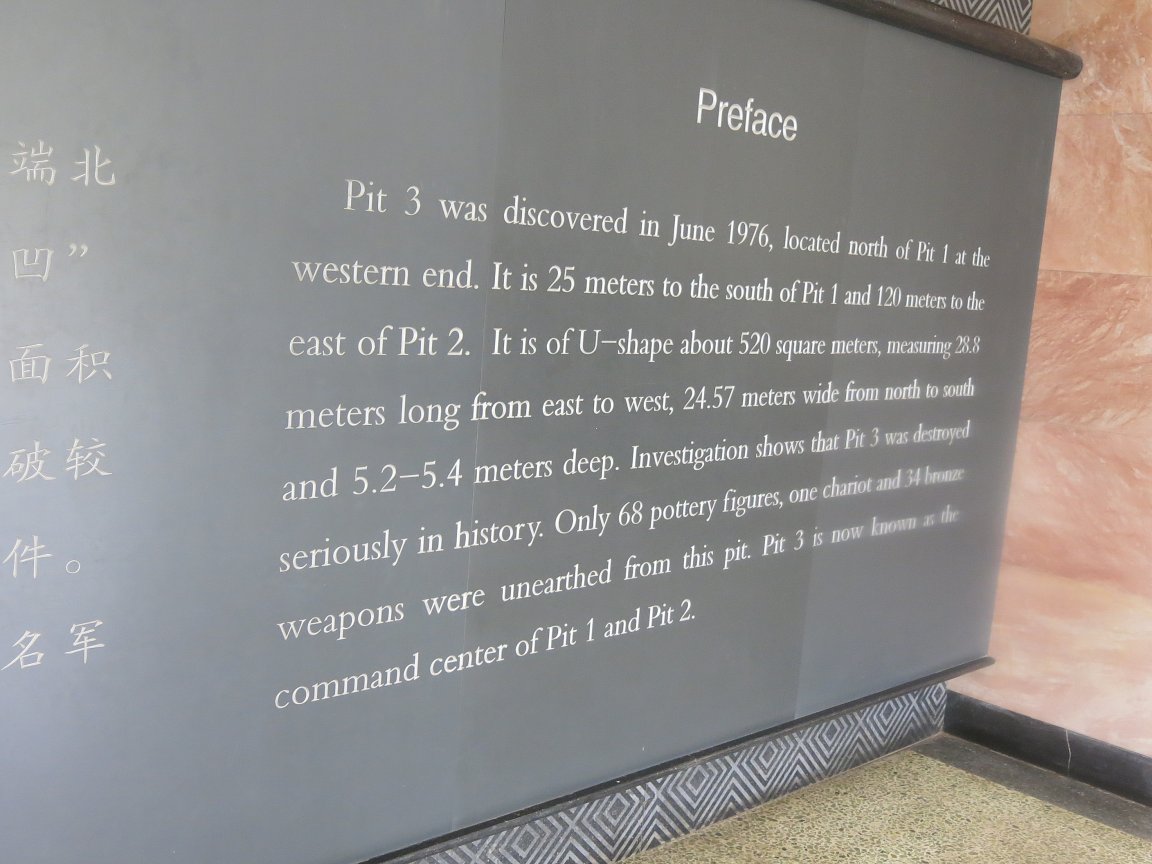 端北
凹”
面积
破较
件。
名军
Preface
Pit 3 was discovered in June 1976, located north of Pit 1 at the
western end. It is 25 meters to the south of Pit 1 and 120 meters to the
east of Pit 2. It is of U-shape about 520 square meters, measuring 28.8
meters long from east to west, 24.57 meters wide from north to south
and 5.2-5.4 meters deep. Investigation shows that Pit 3 was destroyed
seriously in history. Only 68 pottery figures, one chariot and 34 bronze
weapons were unearthed from this pit. Pit 3 is now known as the
command center of Pit 1 and Pit 2.